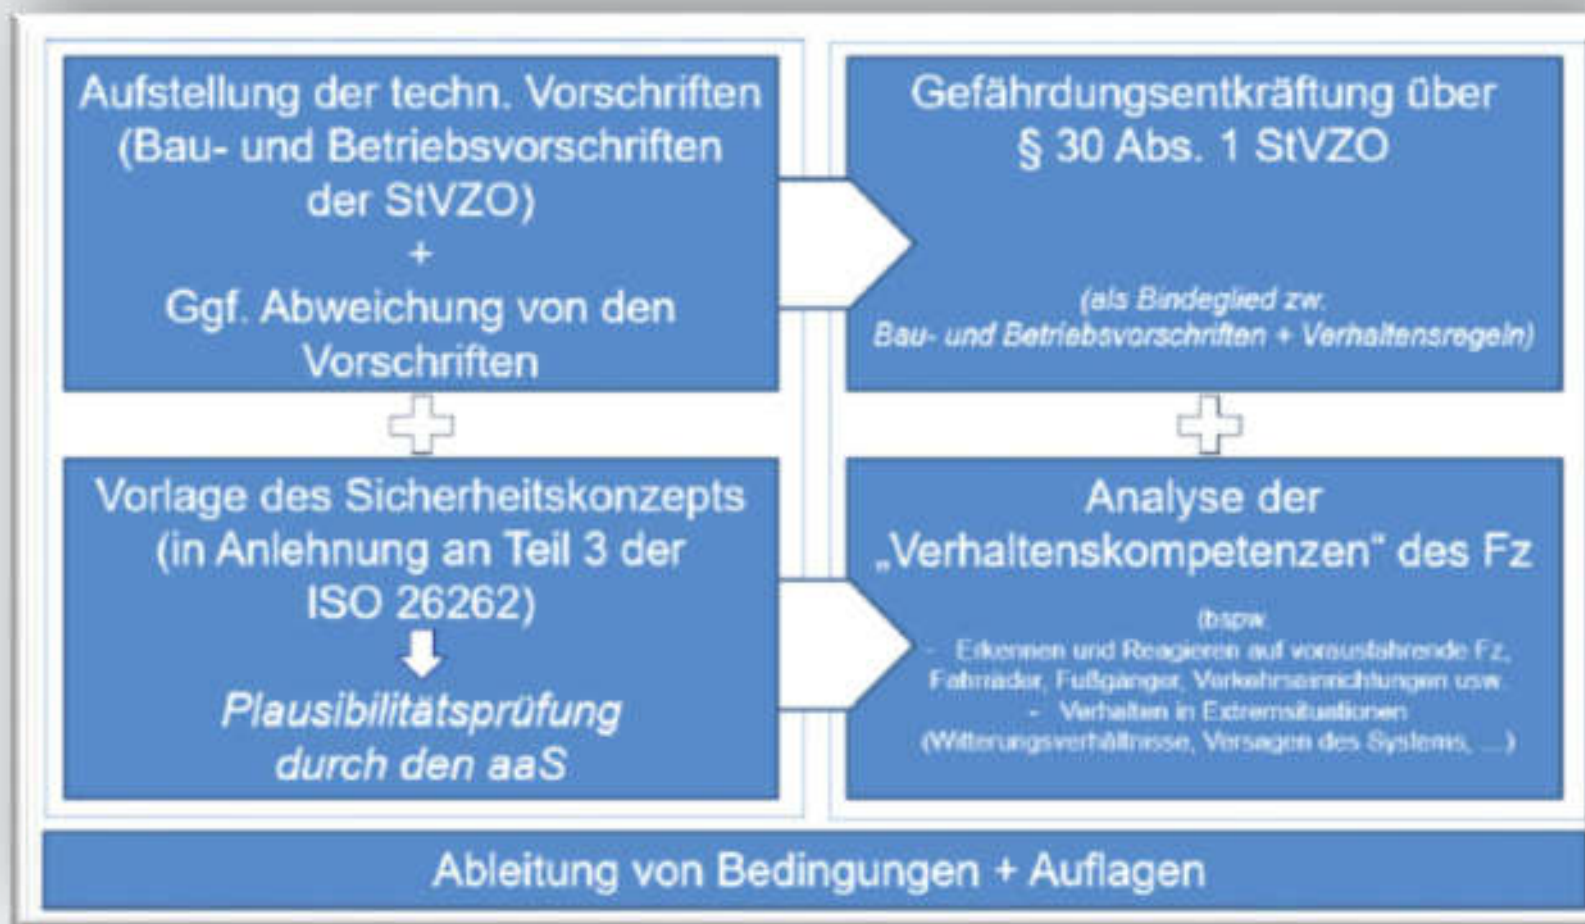 Aufstellung der techn. Vorschriften
(Bau- und Betriebsvorschriften
der StVZO)
+
Ggf. Abweichung von den
Vorschriften
Vorlage des Sicherheitskonzepts
(in Anlehnung an Teil 3 der
ISO 26262)
Plausibilitätsprüfung
durch den aaS
Gefährdungsentkräftung über
§ 30 Abs. 1 StVZO
(als Bindeglied zw.
Bau- und Betriebsvorschriften + Verhaltensregeln)
Analyse der
„Verhaltenskompetenzen“ des Fz
(bspw.
- Erkennen und Reagieren auf vorausfahrende Fz,
Fahrräder, Fußgänger, Verkehrseinrichtungen usw.
- Verhalten in Extremsituationen
(Witterungsverhältnisse, Versagen des Systems, ...)
Ableitung von Bedingungen + Auflagen